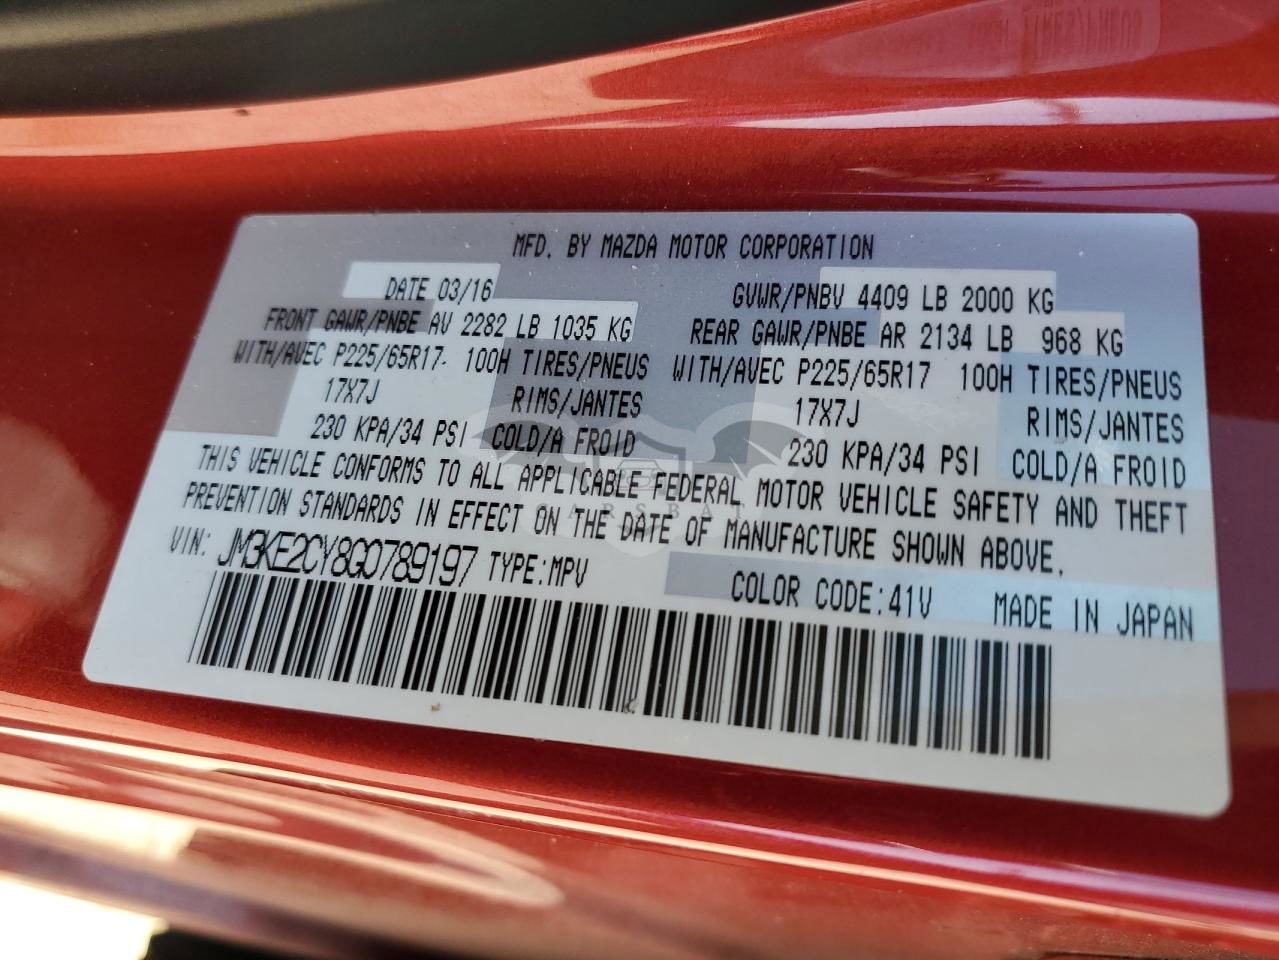 MFD. BY MAZDA MOTOR CORPORATION
DATE 03/16 GVWR/PNBV 4409 LB 2000 KG
FRONT GAWR/PNBE AV 2282 LB 1035 KG REAR GAWR/PNBE AR 2134 LB 968 KG
WITH/AVEC P225/65R17 100H TIRES/PNEUS WITH/AVEC P225/65R17 100H TIRES/PNEUS
17X7J RIMS/JANTES 17X7J RIMS/JANTES
230 KPA/34 PSI COLD/A FROID 230 KPA/34 PSI COLD/A FROID
THIS VEHICLE CONFORMS TO ALL APPLICABLE FEDERAL MOTOR VEHICLE SAFETY AND THEFT
PREVENTION STANDARDS IN EFFECT ON THE DATE OF MANUFACTURE SHOWN ABOVE.
VIN: JM3KE2CY8G0789197 TYPE:MPV
COLOR CODE:41V MADE IN JAPAN
CARSBAT